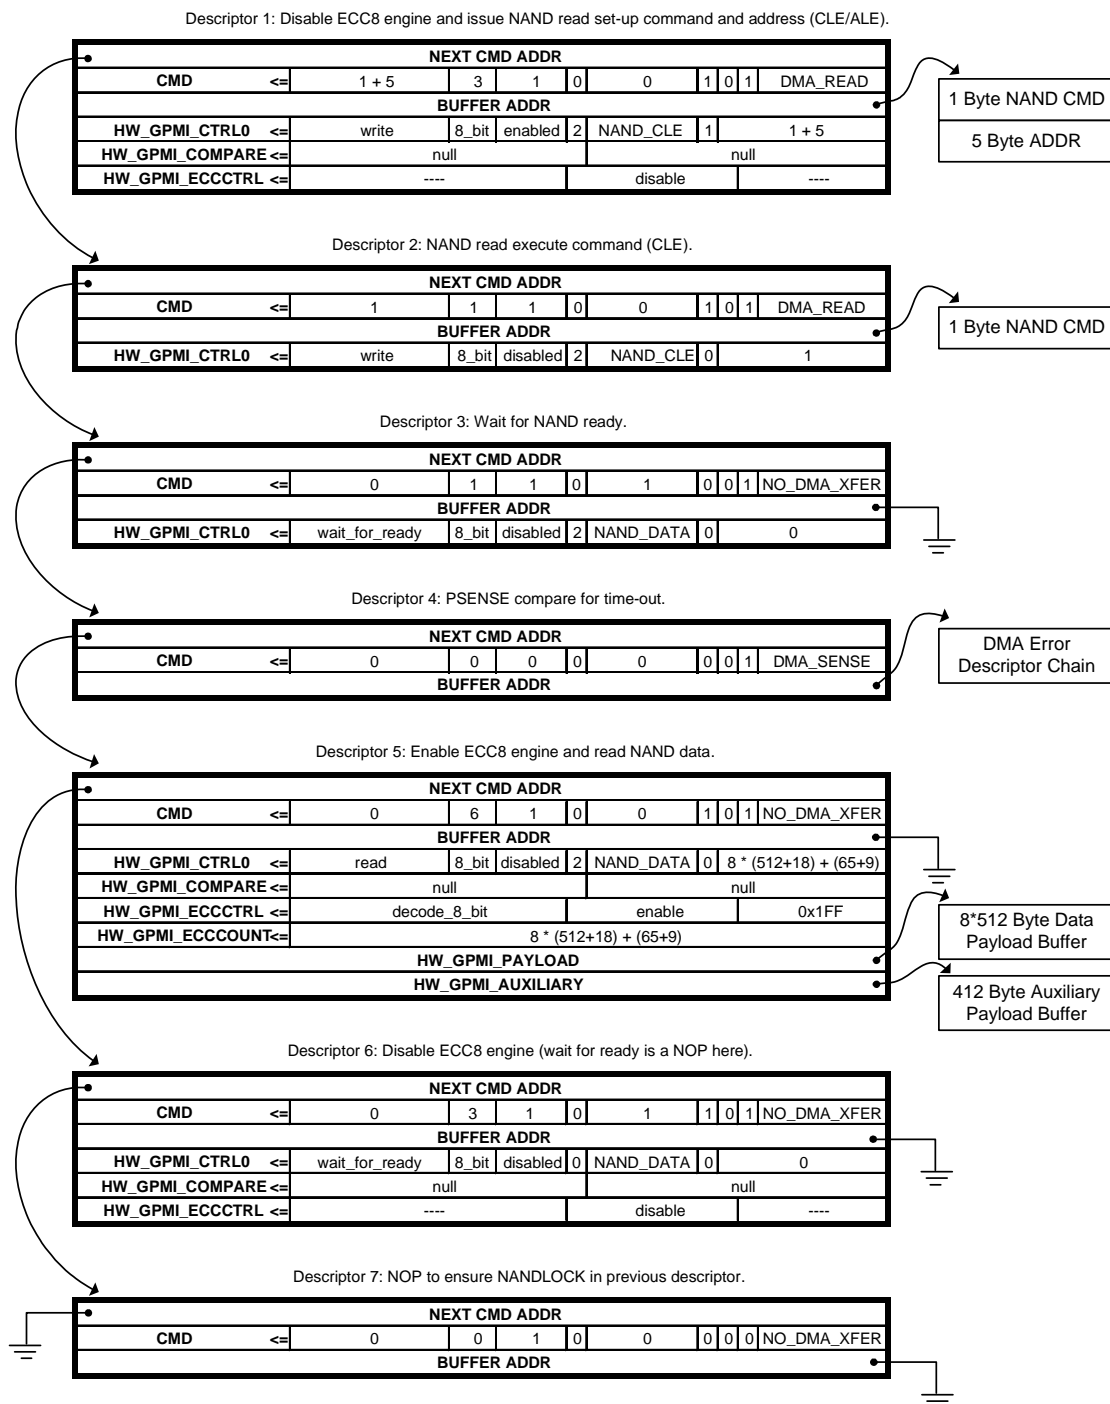 Descriptor 1: Disable ECC8 engine and issue NAND read set-up command and address (CLE/ALE).
NEXT CMD ADDR
CMD <= 1 + 5 3 1 0 0 1 0 1 DMA_READ
BUFFER ADDR
HW_GPMI_CTRL0 <= write 8_bit enabled 2 NAND_CLE 1 1 + 5
HW_GPMI_COMPARE <= null null
HW_GPMI_ECCCTRL <= ---- disable ----
1 Byte NAND CMD
5 Byte ADDR
Descriptor 2: NAND read execute command (CLE).
NEXT CMD ADDR
CMD <= 1 1 1 0 0 1 0 1 DMA_READ
BUFFER ADDR
HW_GPMI_CTRL0 <= write 8_bit disabled 2 NAND_CLE 0 1
1 Byte NAND CMD
Descriptor 3: Wait for NAND ready.
NEXT CMD ADDR
CMD <= 0 1 1 0 1 0 0 1 NO_DMA_XFER
BUFFER ADDR
HW_GPMI_CTRL0 <= wait_for_ready 8_bit disabled 2 NAND_DATA 0 0
Descriptor 4: PSENSE compare for time-out.
NEXT CMD ADDR
CMD <= 0 0 0 0 0 0 0 1 DMA_SENSE
BUFFER ADDR
DMA Error
Descriptor Chain
Descriptor 5: Enable ECC8 engine and read NAND data.
NEXT CMD ADDR
CMD <= 0 6 1 0 0 1 0 1 NO_DMA_XFER
BUFFER ADDR
HW_GPMI_CTRL0 <= read 8_bit disabled 2 NAND_DATA 0 8 * (512+18) + (65+9)
HW_GPMI_COMPARE <= null null
HW_GPMI_ECCCTRL <= decode_8_bit enable 0x1FF
HW_GPMI_ECCCOUNT<= 8 * (512+18) + (65+9)
HW_GPMI_PAYLOAD
HW_GPMI_AUXILIARY
8*512 Byte Data
Payload Buffer
412 Byte Auxiliary
Payload Buffer
Descriptor 6: Disable ECC8 engine (wait for ready is a NOP here).
NEXT CMD ADDR
CMD <= 0 3 1 0 1 1 0 1 NO_DMA_XFER
BUFFER ADDR
HW_GPMI_CTRL0 <= wait_for_ready 8_bit disabled 0 NAND_DATA 0 0
HW_GPMI_COMPARE <= null null
HW_GPMI_ECCCTRL <= ---- disable ----
Descriptor 7: NOP to ensure NANDLOCK in previous descriptor.
NEXT CMD ADDR
CMD <= 0 0 1 0 0 0 0 0 NO_DMA_XFER
BUFFER ADDR